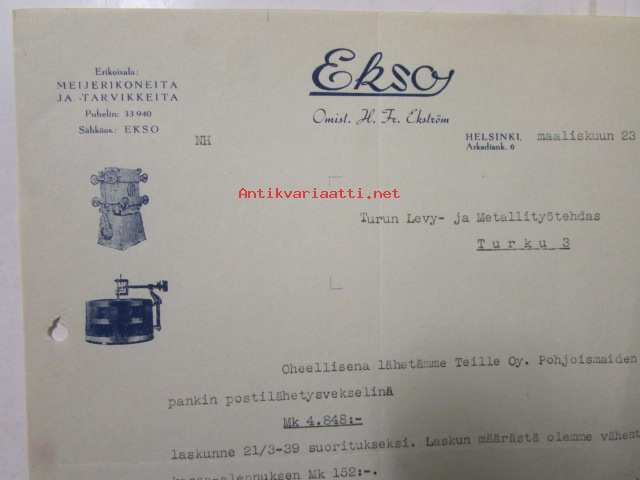 Erikoisala:
MEIJERIKONEITA
JA -TARVIKKEITA
Puhelin: 33 940
Sähkös.: EKSO
Ekso
Omist. H. Fr. Ekström
HELSINKI,
Arkadiank. 6
maaliskuun 23
NH
Antikvariaatti.net
Turun Levy- ja Metallityötehdas
Turku 3
Oheellisena lähetämme Teille Oy. Pohjoismaiden
pankin postilähetysvekselinä
Mk 4.848:-
laskunne 21/3-39 suoritukseksi. Laskun määrästä olemme vähent
kassa-alennuksen Mk 152:-.